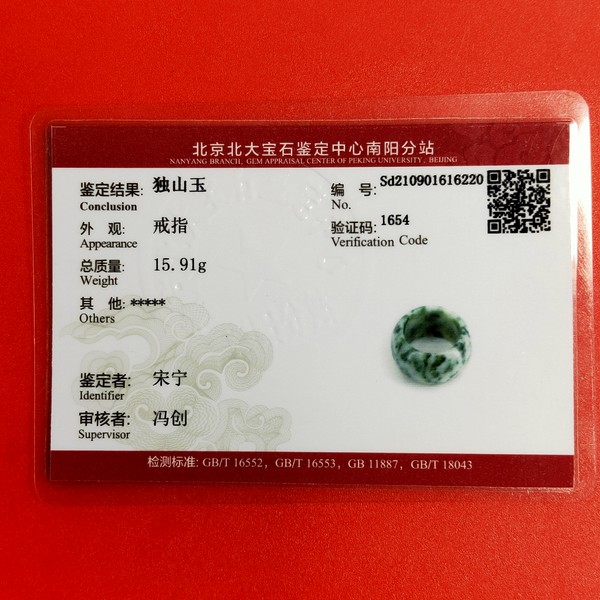 北京北大宝石鉴定中心南阳分站
NANYANG BRANCH, GEM APPRAISAL CENTER OF PEKING UNIVERSITY, BEIJING
鉴定结果: 独山玉
Conclusion
编 号: Sd210901616220
No.
外 观: 戒指
Appearance
验证码: 1654
Verification Code
总质量: 15.91g
Weight
其 他: *****
Others
鉴定者: 宋宁
Identifier
审核者: 冯创
Supervisor
检测标准: GB/T 16552, GB/T 16553, GB 11887, GB/T 18043